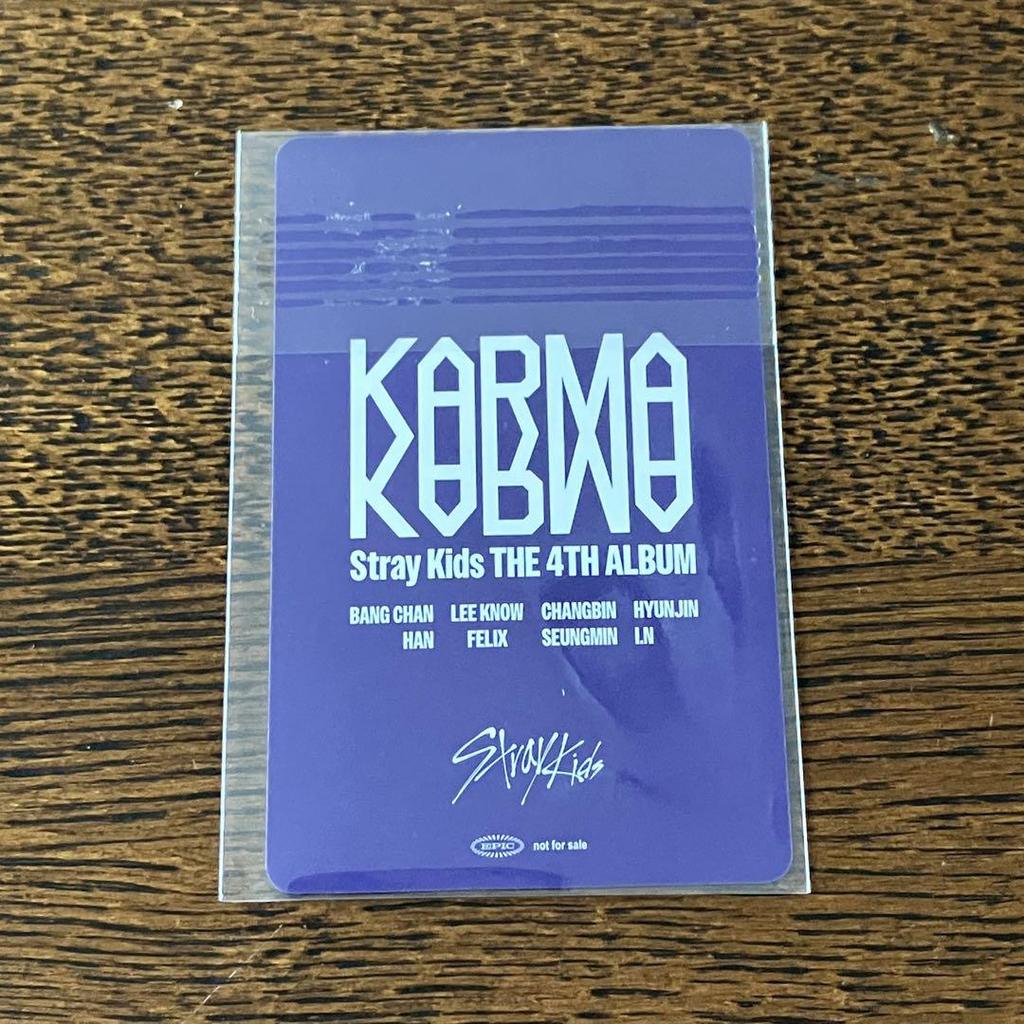 KARMA
Stray Kids THE 4TH ALBUM
BANG CHAN LEE KNOW CHANGBIN HYUNJIN
HAN FELIX SEUNGMIN I.N
Stray Kids
EPIC not for sale